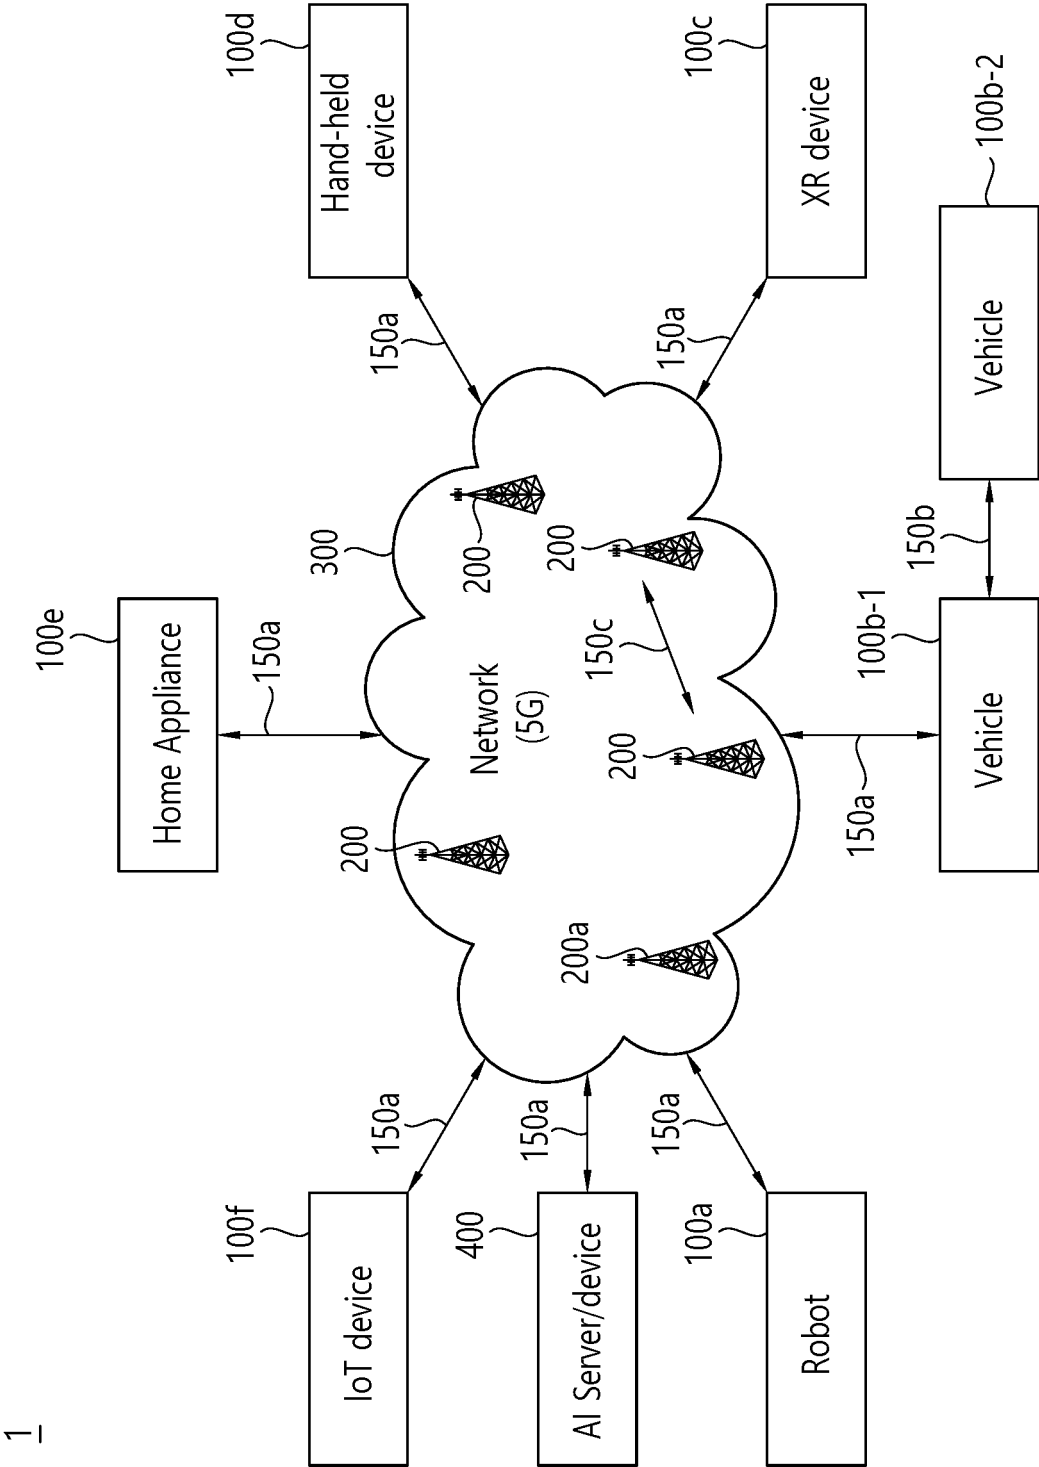 1
100e
Home Appliance
150a
100f
IoT device
150a
300
100d
Hand-held
device
150a
200
200
Network
(5G)
400
AI Server/device
150a
200a
200
150c
200
100a
Robot
150a
100c
XR device
150a
150a
100b-1
Vehicle
150b
100b-2
Vehicle